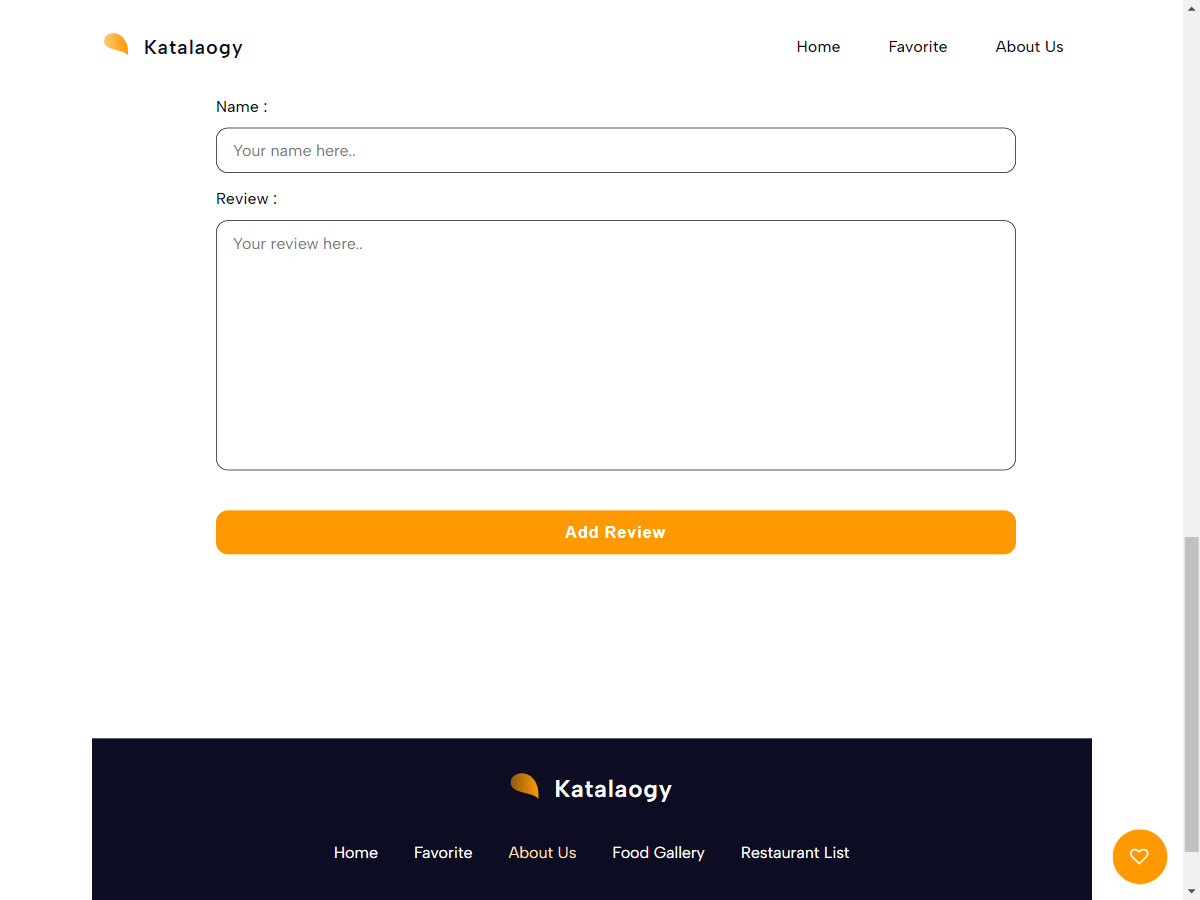 Katalaogy Home Favorite About Us
Name :
Your name here..
Review :
Your review here..
Add Review
Katalaogy
Home Favorite About Us Food Gallery Restaurant List